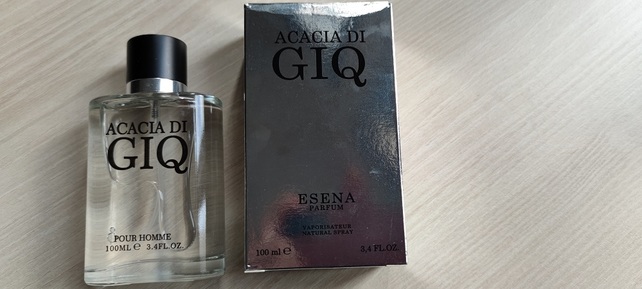 ACACIA DI
GIQ
POUR HOMME
100ML ℮ 3.4FL.OZ.
ACACIA DI
GIQ
ESENA
PARFUM
VAPORISATEUR
NATURAL SPRAY
100 ml ℮ 3.4 FL.OZ.